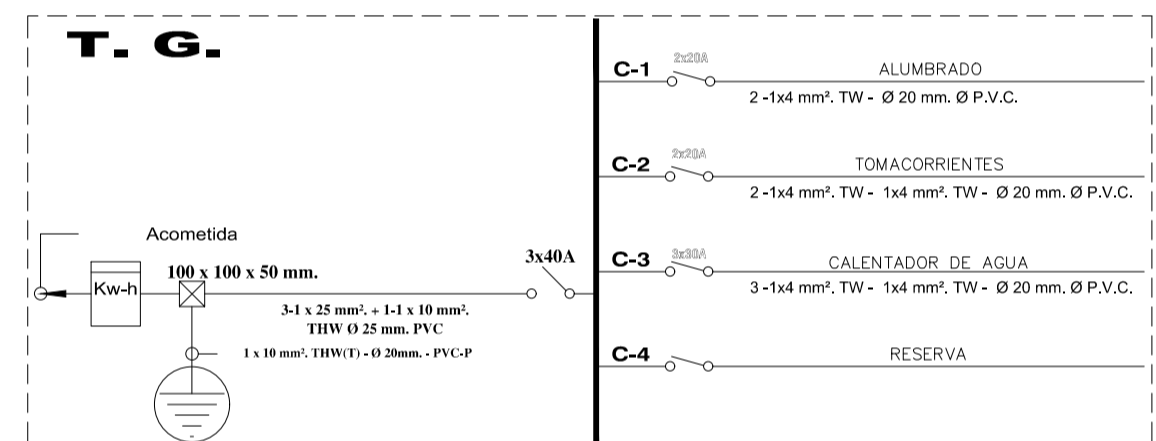 T. G.
Acometida
Kw-h
100 x 100 x 50 mm.
3-1 x 25 mm². + 1-1 x 10 mm².
THW Ø 25 mm. PVC
1 x 10 mm². THW(T) - Ø 20mm. - PVC-P
3x40A
C-1
2x20A
ALUMBRADO
2 -1x4 mm². TW - Ø 20 mm. Ø P.V.C.
C-2
2x20A
TOMACORRIENTES
2 -1x4 mm². TW - 1x4 mm². TW - Ø 20 mm. Ø P.V.C.
C-3
3x30A
CALENTADOR DE AGUA
3 -1x4 mm². TW - 1x4 mm². TW - Ø 20 mm. Ø P.V.C.
C-4
RESERVA